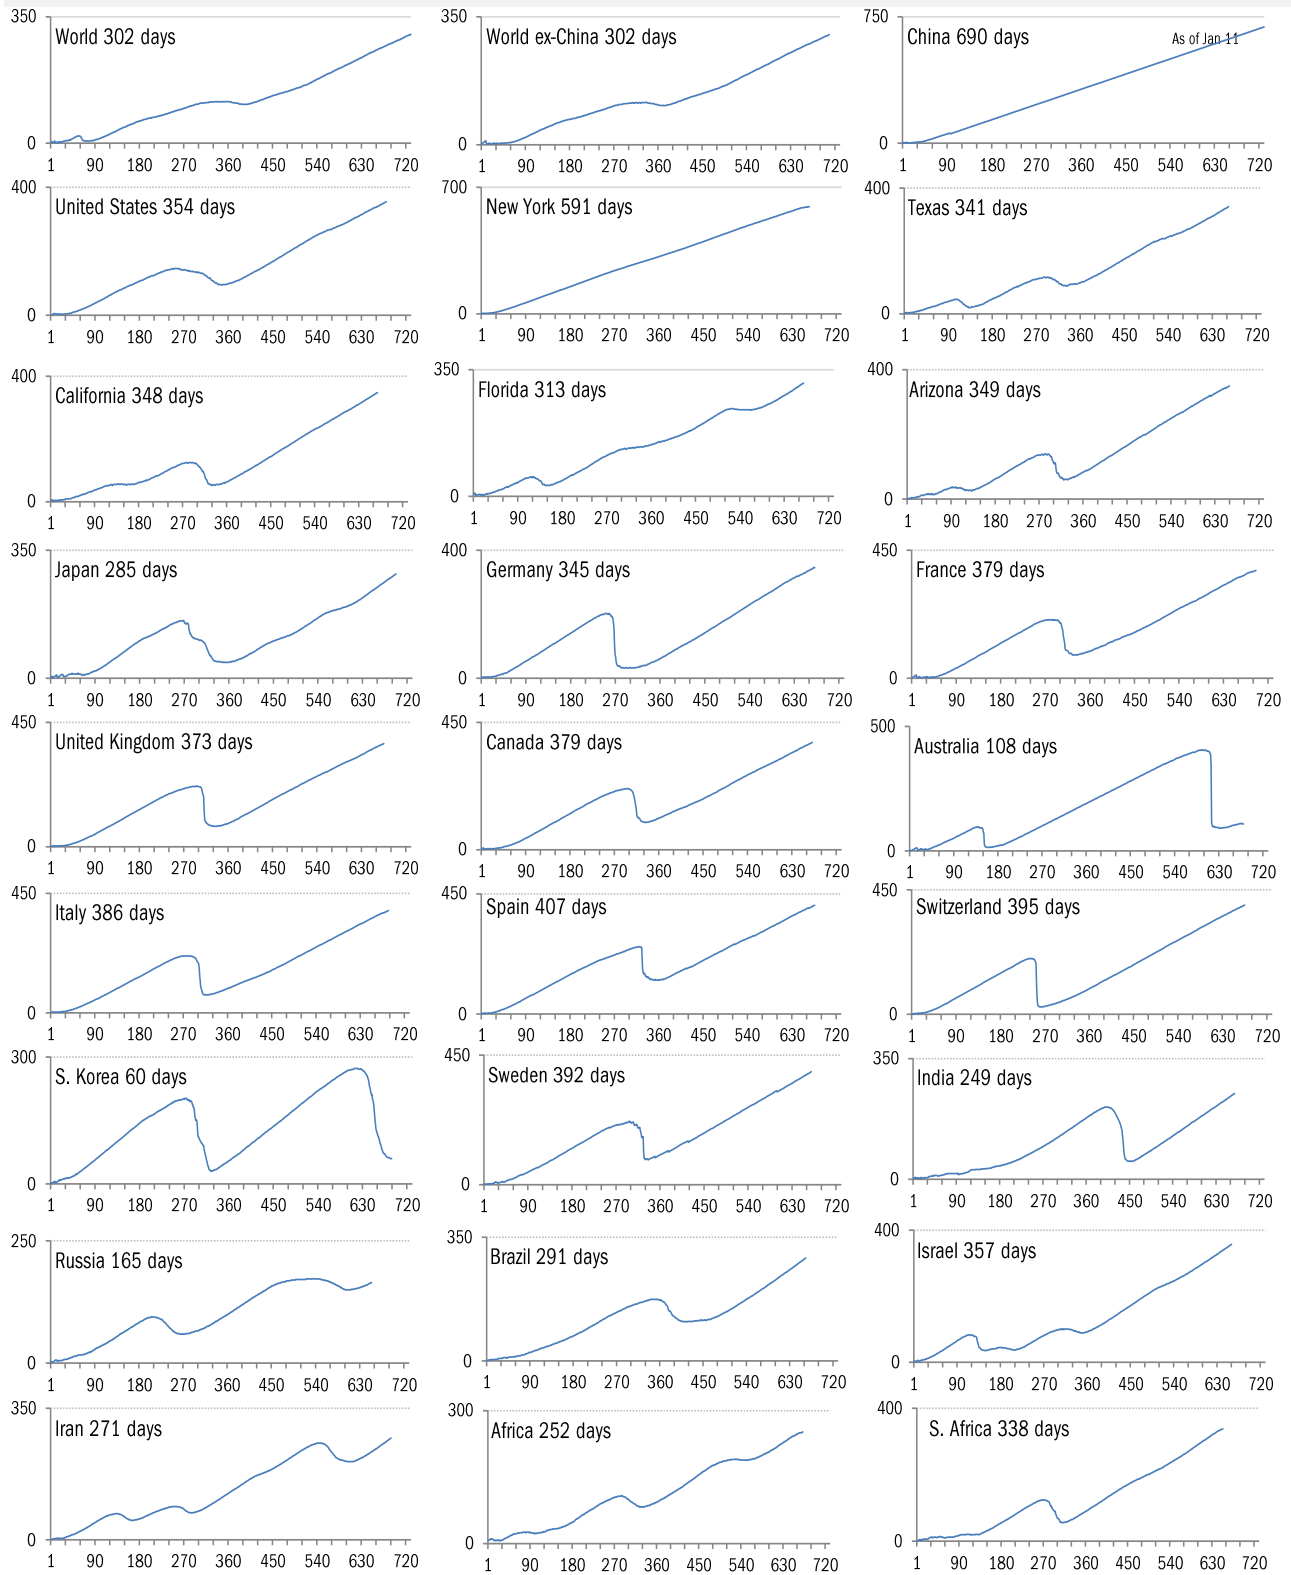 350
World 302 days
0
1 90 180 270 360 450 540 630 720
350
World ex-China 302 days
0
1 90 180 270 360 450 540 630 720
750
China 690 days
As of Jan 11
0
1 90 180 270 360 450 540 630 720
400
United States 354 days
0
1 90 180 270 360 450 540 630 720
700
New York 591 days
0
1 90 180 270 360 450 540 630 720
400
Texas 341 days
0
1 90 180 270 360 450 540 630 720
400
California 348 days
0
1 90 180 270 360 450 540 630 720
350
Florida 313 days
0
1 90 180 270 360 450 540 630 720
400
Arizona 349 days
0
1 90 180 270 360 450 540 630 720
350
Japan 285 days
0
1 90 180 270 360 450 540 630 720
400
Germany 345 days
0
1 90 180 270 360 450 540 630 720
450
France 379 days
0
1 90 180 270 360 450 540 630 720
450
United Kingdom 373 days
0
1 90 180 270 360 450 540 630 720
450
Canada 379 days
0
1 90 180 270 360 450 540 630 720
500
Australia 108 days
0
1 90 180 270 360 450 540 630 720
450
Italy 386 days
0
1 90 180 270 360 450 540 630 720
450
Spain 407 days
0
1 90 180 270 360 450 540 630 720
450
Switzerland 395 days
0
1 90 180 270 360 450 540 630 720
300
S. Korea 60 days
0
1 90 180 270 360 450 540 630 720
450
Sweden 392 days
0
1 90 180 270 360 450 540 630 720
350
India 249 days
0
1 90 180 270 360 450 540 630 720
250
Russia 165 days
0
1 90 180 270 360 450 540 630 720
350
Brazil 291 days
0
1 90 180 270 360 450 540 630 720
400
Israel 357 days
0
1 90 180 270 360 450 540 630 720
350
Iran 271 days
0
1 90 180 270 360 450 540 630 720
300
Africa 252 days
0
1 90 180 270 360 450 540 630 720
400
S. Africa 338 days
0
1 90 180 270 360 450 540 630 720